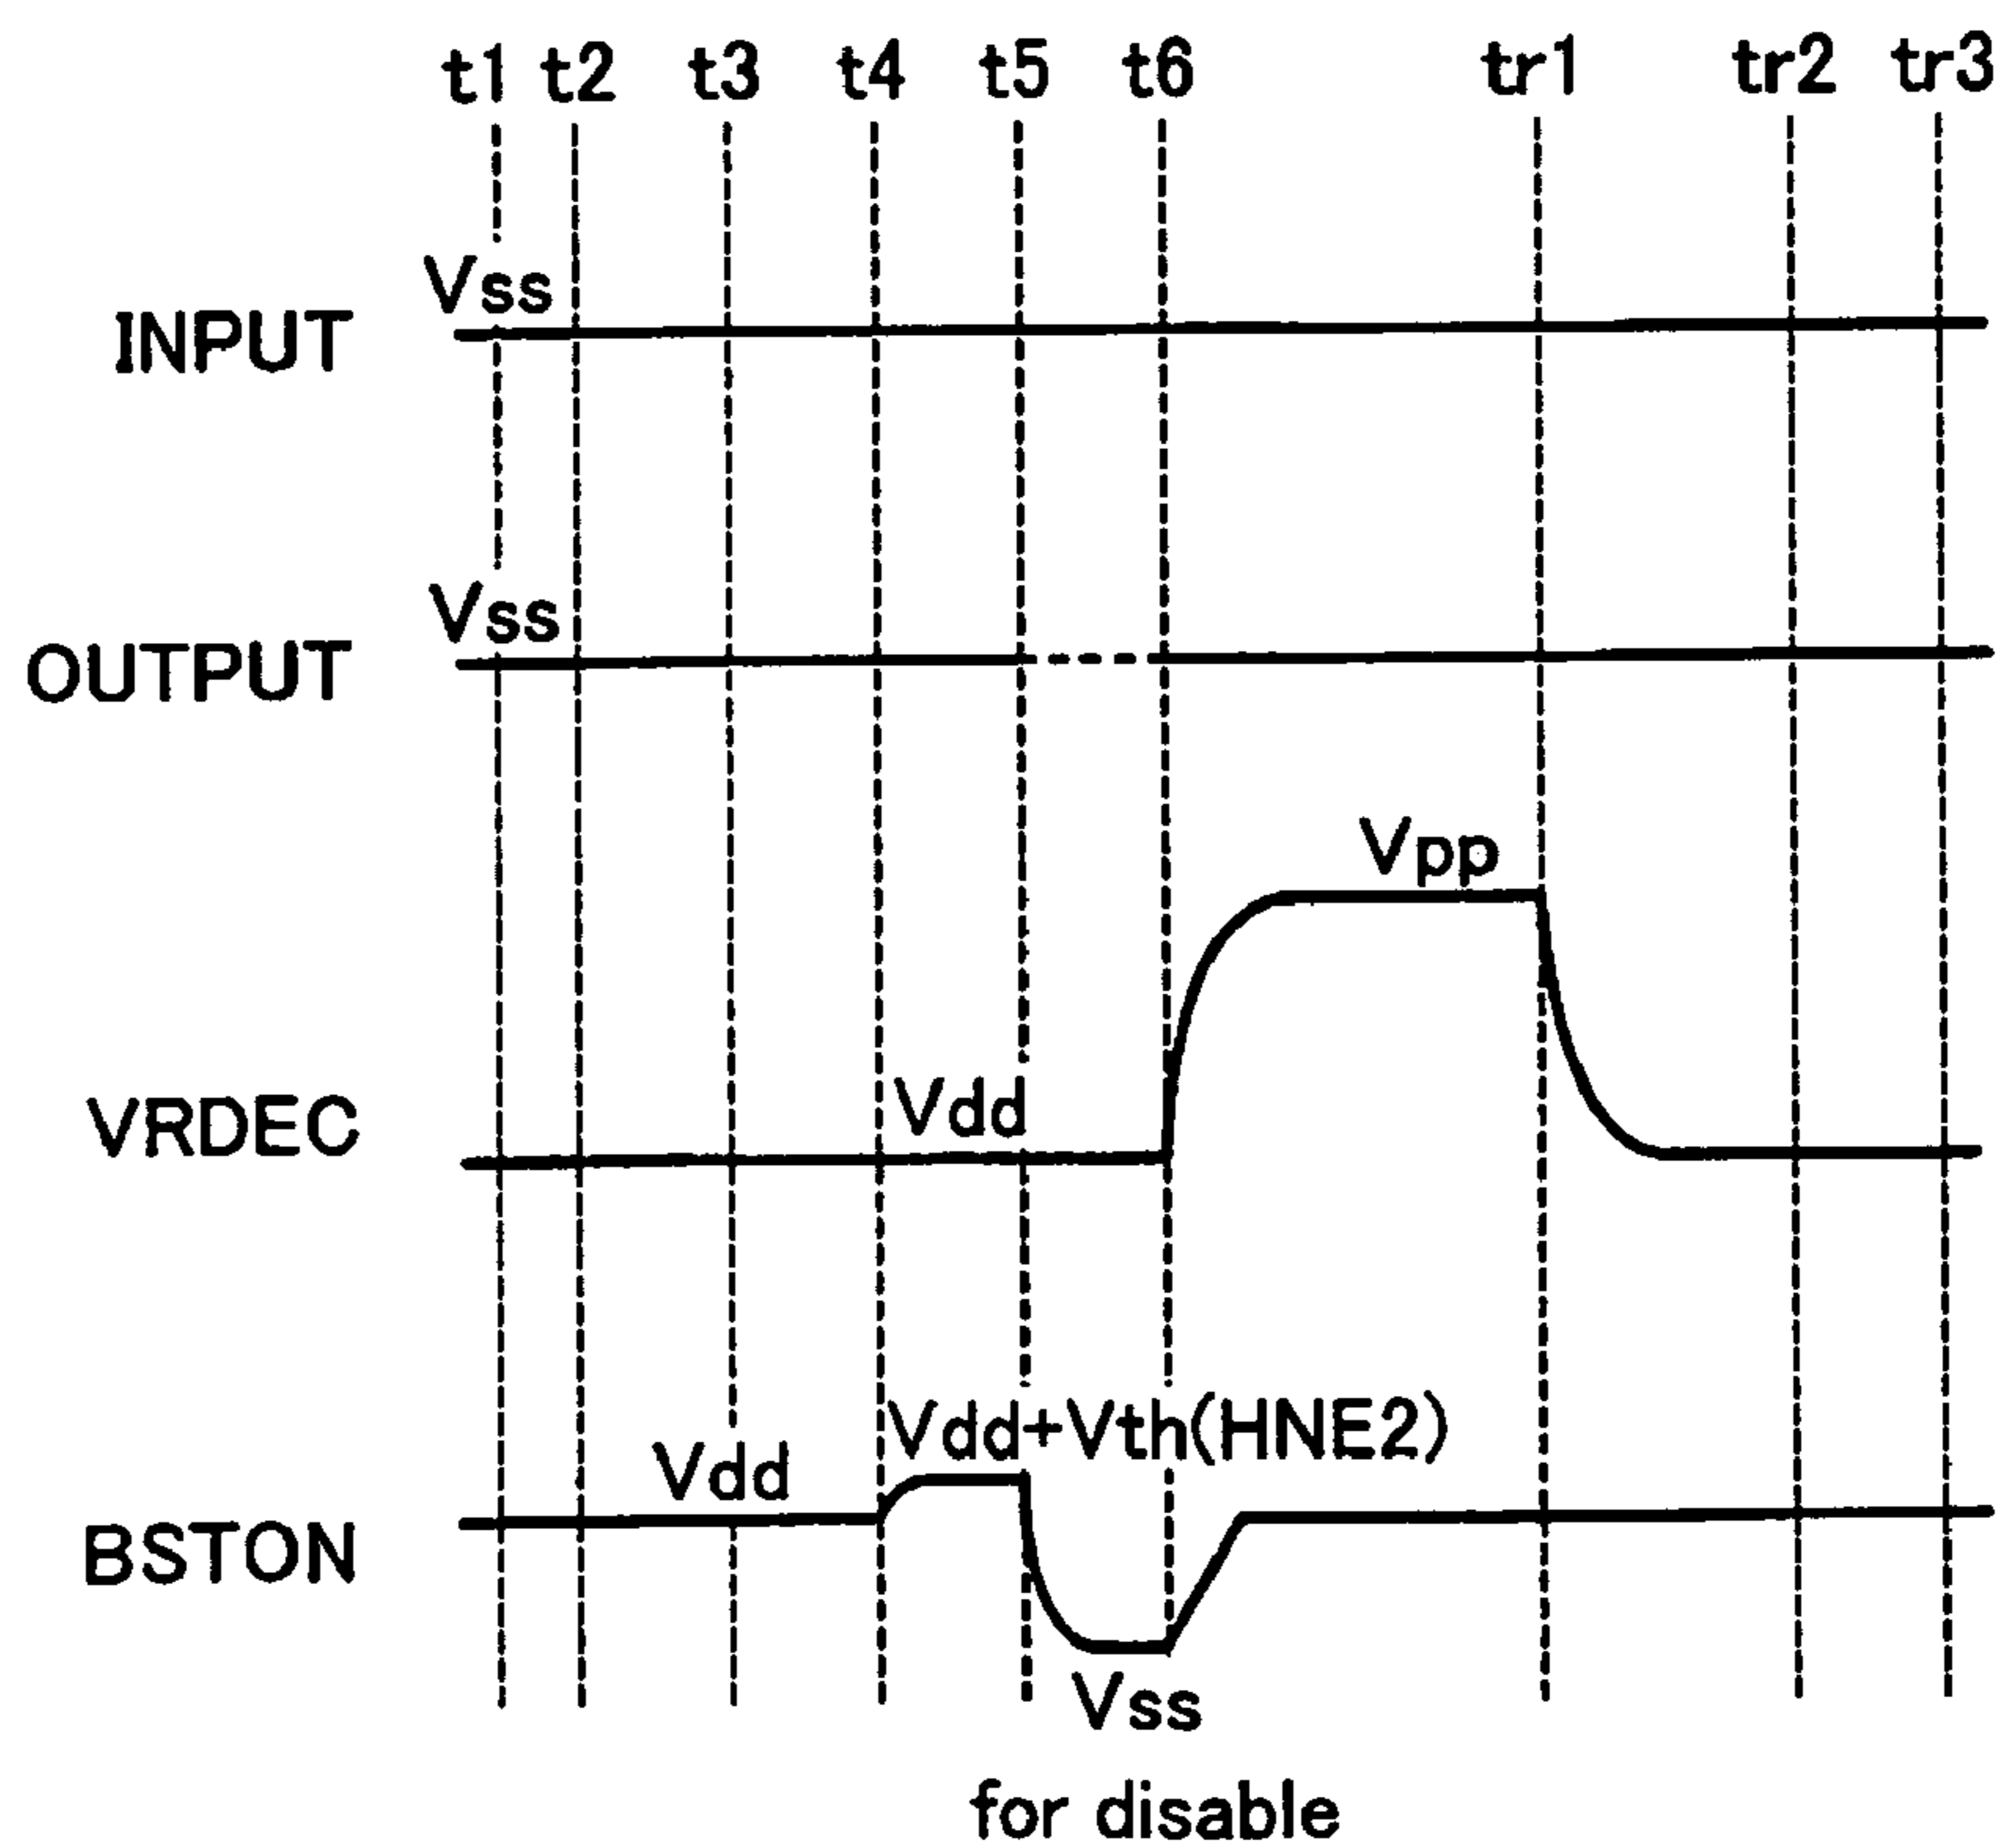 t1 t2 t3 t4 t5 t6 tr1 tr2 tr3
Vss
INPUT
Vss
OUTPUT
Vpp
Vdd
VRDEC
Vdd+Vth(HNE2)
Vdd
BSTON
Vss
for disable